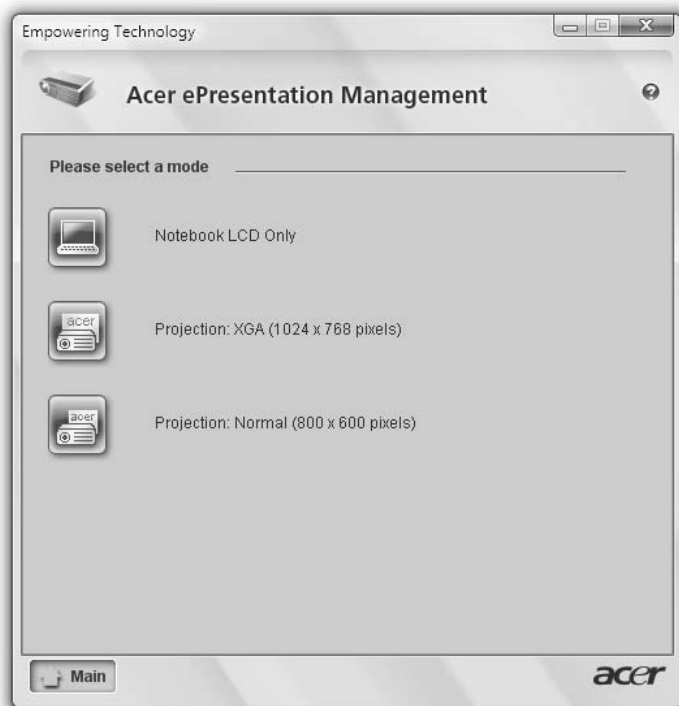 Empowering Technology
Acer ePresentation Management
?
Please select a mode
Notebook LCD Only
acer
Projection: XGA (1024 x 768 pixels)
acer
Projection: Normal (800 x 600 pixels)
Main
acer